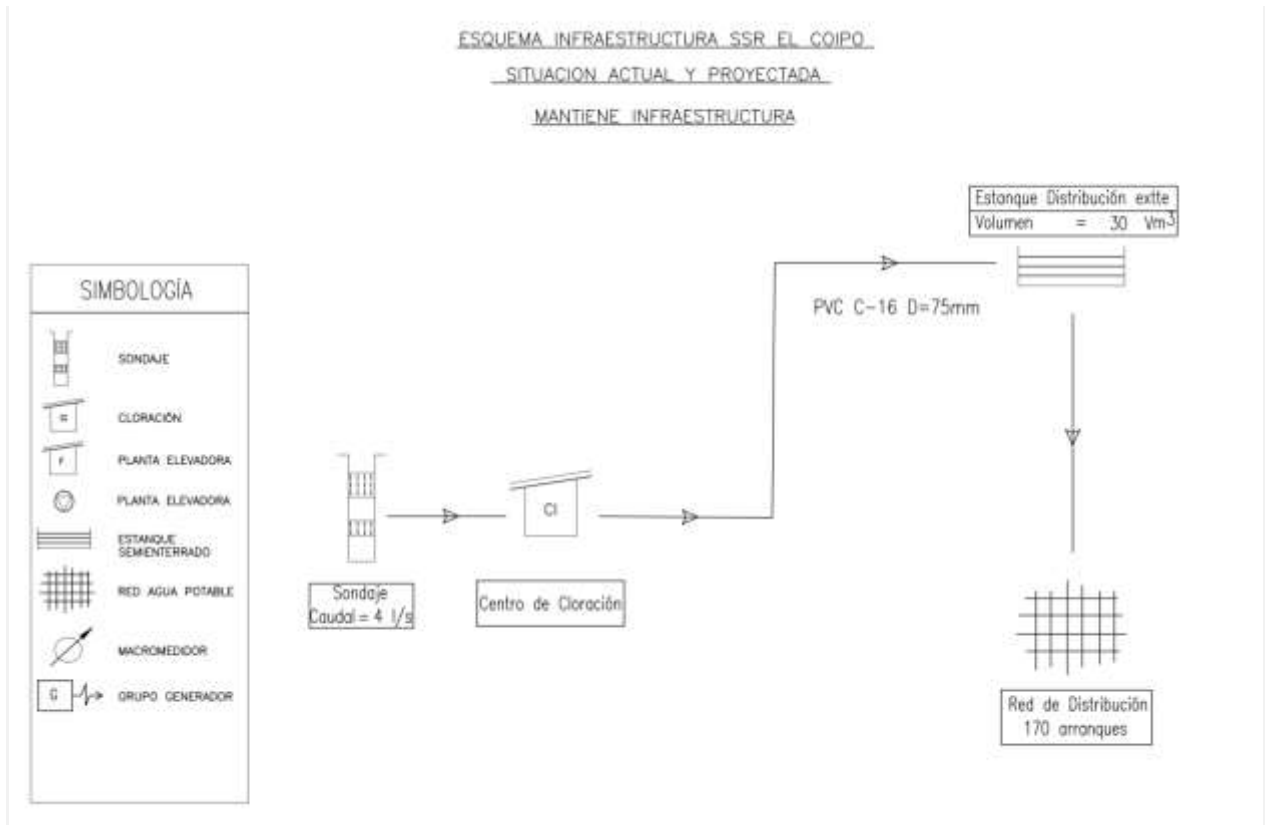 ESQUEMA INFRAESTRUCTURA SSR EL COIPO
SITUACION ACTUAL Y PROYECTADA
MANTIENE INFRAESTRUCTURA
Estanque Distribución extte
Volumen = 30 Vm3
PVC C-16 D=75mm
SIMBOLOGÍA
SONDAJE
CLORACIÓN
F PLANTA ELEVADORA
PLANTA ELEVADORA
ESTANQUE
SEMIENTERRADO
RED AGUA POTABLE
MACROMEDIDOR
G GRUPO GENERADOR
Cl
Sondaje
Caudal = 4 l/s
Centro de Cloración
Red de Distribución
170 arranques